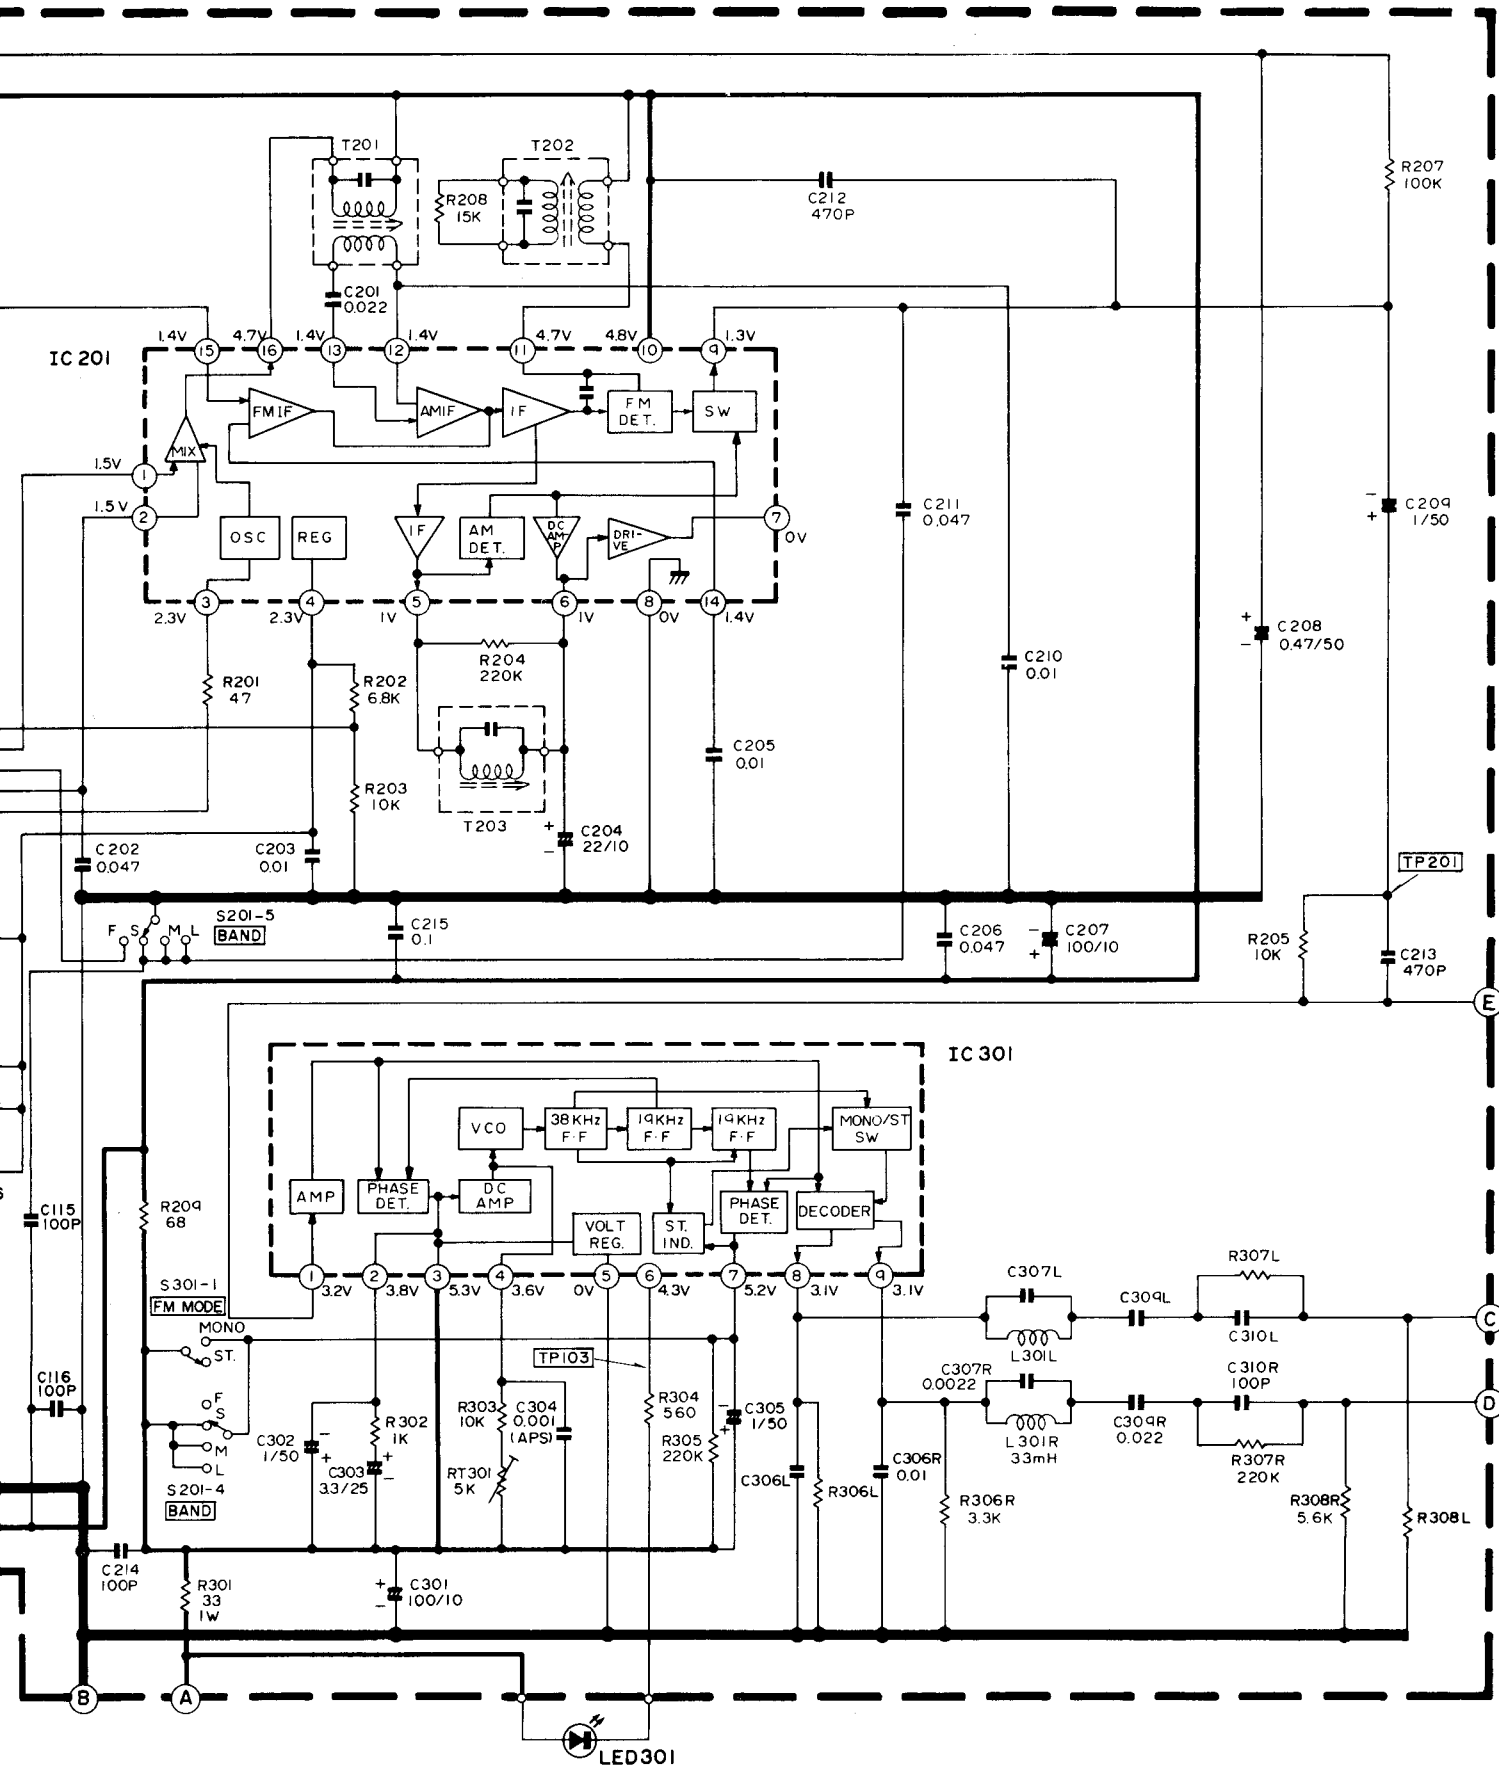 T201
T202
R207
100K
R208
15K
C212
470P
C201
0.022
1.4V
4.7V
1.4V
1.4V
4.7V
4.8V
1.3V
IC 201
15
16
13
12
11
10
9
FM IF
AMIF
IF
FM
DET.
SW
MIX
1.5V
1
1.5V
2
OSC
REG
IF
AM
DET.
DC
AM-
P
DRI-
VE
7
0V
C211
0.047
C209
1/50
3
4
5
6
8
14
2.3V
2.3V
1V
1V
0V
1.4V
C208
0.47/50
R204
220K
C210
0.01
R201
47
R202
6.8K
C205
0.01
R203
10K
T203
C204
22/10
C202
0.047
C203
0.01
TP201
S201-5
BAND
F S M L
C215
0.1
C206
0.047
C207
100/10
R205
10K
C213
470P
E
IC 301
VCO
38KHz
F·F
19KHz
F·F
19KHz
F·F
MONO/ST
SW
AMP
PHASE
DET.
DC
AMP
PHASE
DET.
DECODER
VOLT
REG.
ST.
IND.
C115
100P
R209
68
1
2
3
4
5
6
7
8
9
3.2V
3.8V
5.3V
3.6V
0V
4.3V
5.2V
3.1V
3.1V
S301-1
FM MODE
MONO
ST.
C307L
C309L
R307L
C310L
C
L301L
TP103
C307R
0.0022
C310R
100P
C116
100P
F
S
M
L
S201-4
BAND
R303
10K
C304
0.001
(APS)
R304
560
C305
1/50
R302
1K
C302
1/50
C303
3.3/25
RT301
5K
R305
220K
C306L
R306L
C306R
0.01
R306R
3.3K
L301R
33mH
C309R
0.022
R307R
220K
D
R308R
5.6K
R308L
C214
100P
R301
33
1W
C301
100/10
B
A
LED301